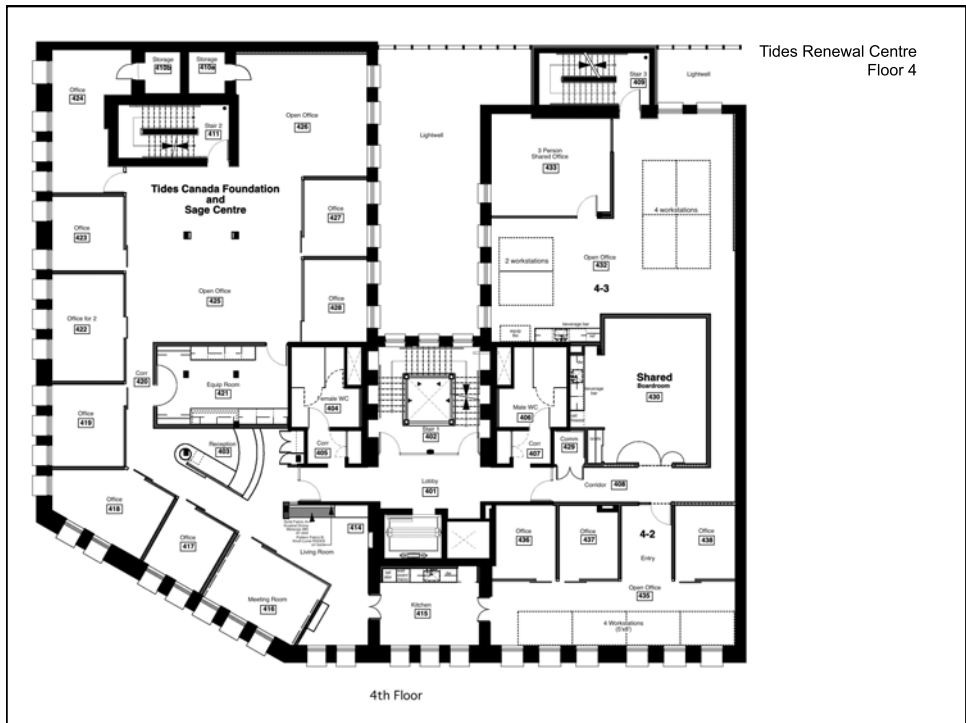 Tides Renewal Centre
Floor 4
Storage
410b
Storage
410a
Office
424
Stair 2
411
Open Office
426
Lightwell
Stair 3
409
Lightwell
3 Person
Shared Office
433
4 workstations
Tides Canada Foundation
and
Sage Centre
Office
427
Office
423
2 workstations
Open Office
432
4-3
Open Office
425
Office
428
Office for 2
422
beverage bar
Corr
420
Equip Room
421
Female WC
404
Stair 1
402
Male WC
406
beverage
bar
Shared
Boardroom
430
Office
419
Reception
403
Corr
405
Corr
407
Comm
429
Lobby
401
Corridor
408
Office
418
Office
417
414
Living Room
Office
436
Office
437
4-2
Entry
Office
438
Meeting Room
416
Kitchen
415
Open Office
435
4 Workstations
(5'x8')
4th Floor